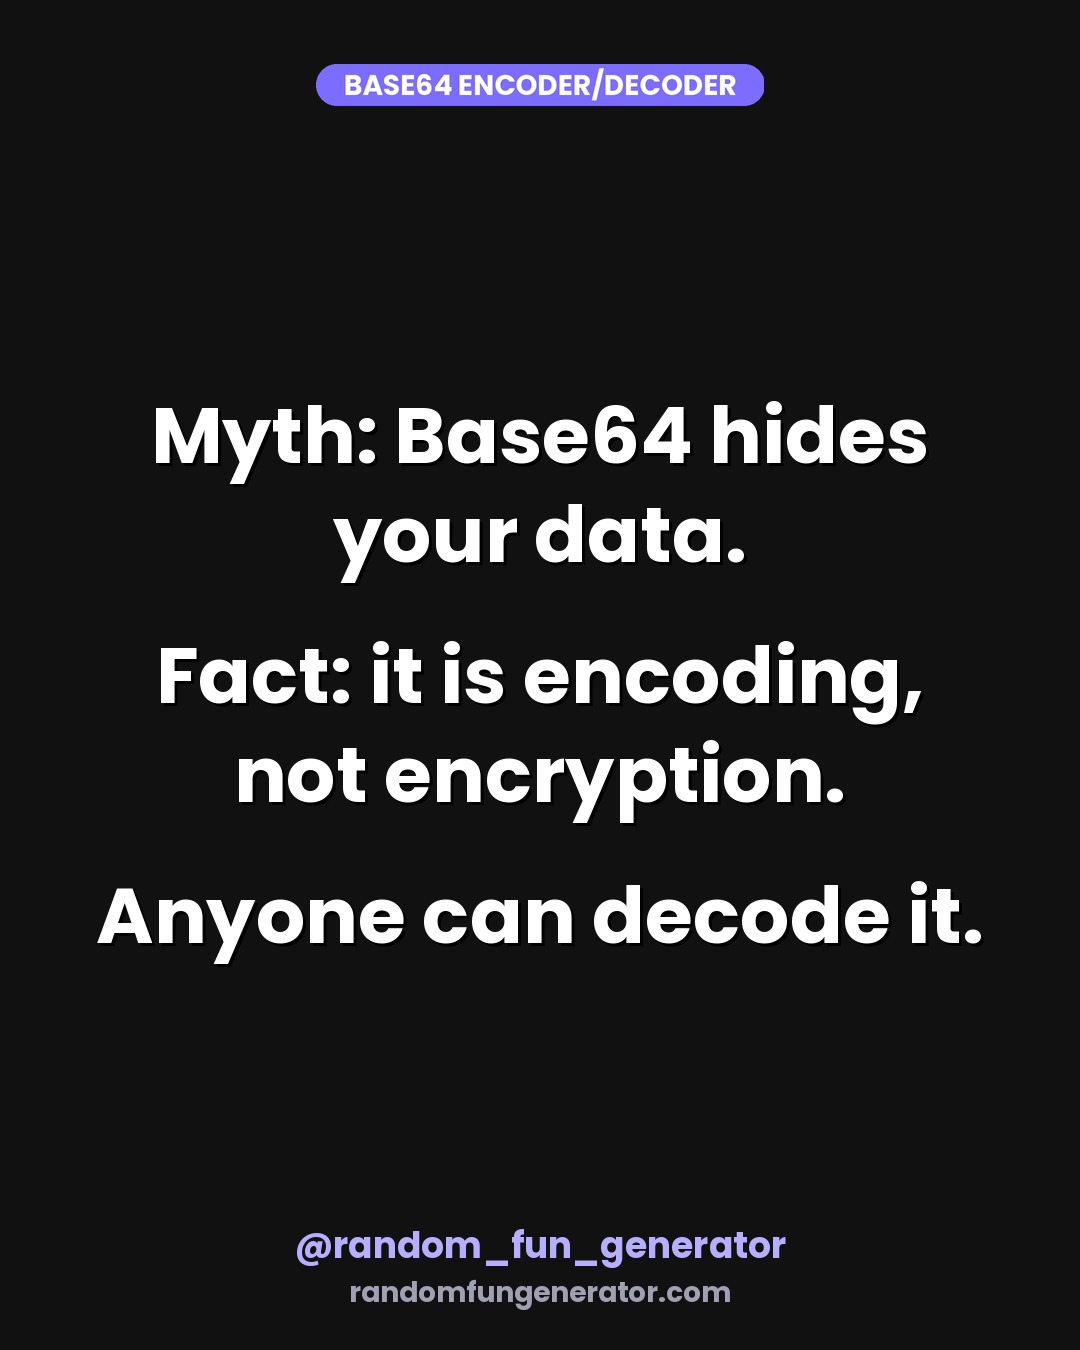 BASE64 ENCODER/DECODER
Myth: Base64 hides
your data.
Fact: it is encoding,
not encryption.
Anyone can decode it.
@random_fun_generator
randomfungenerator.com